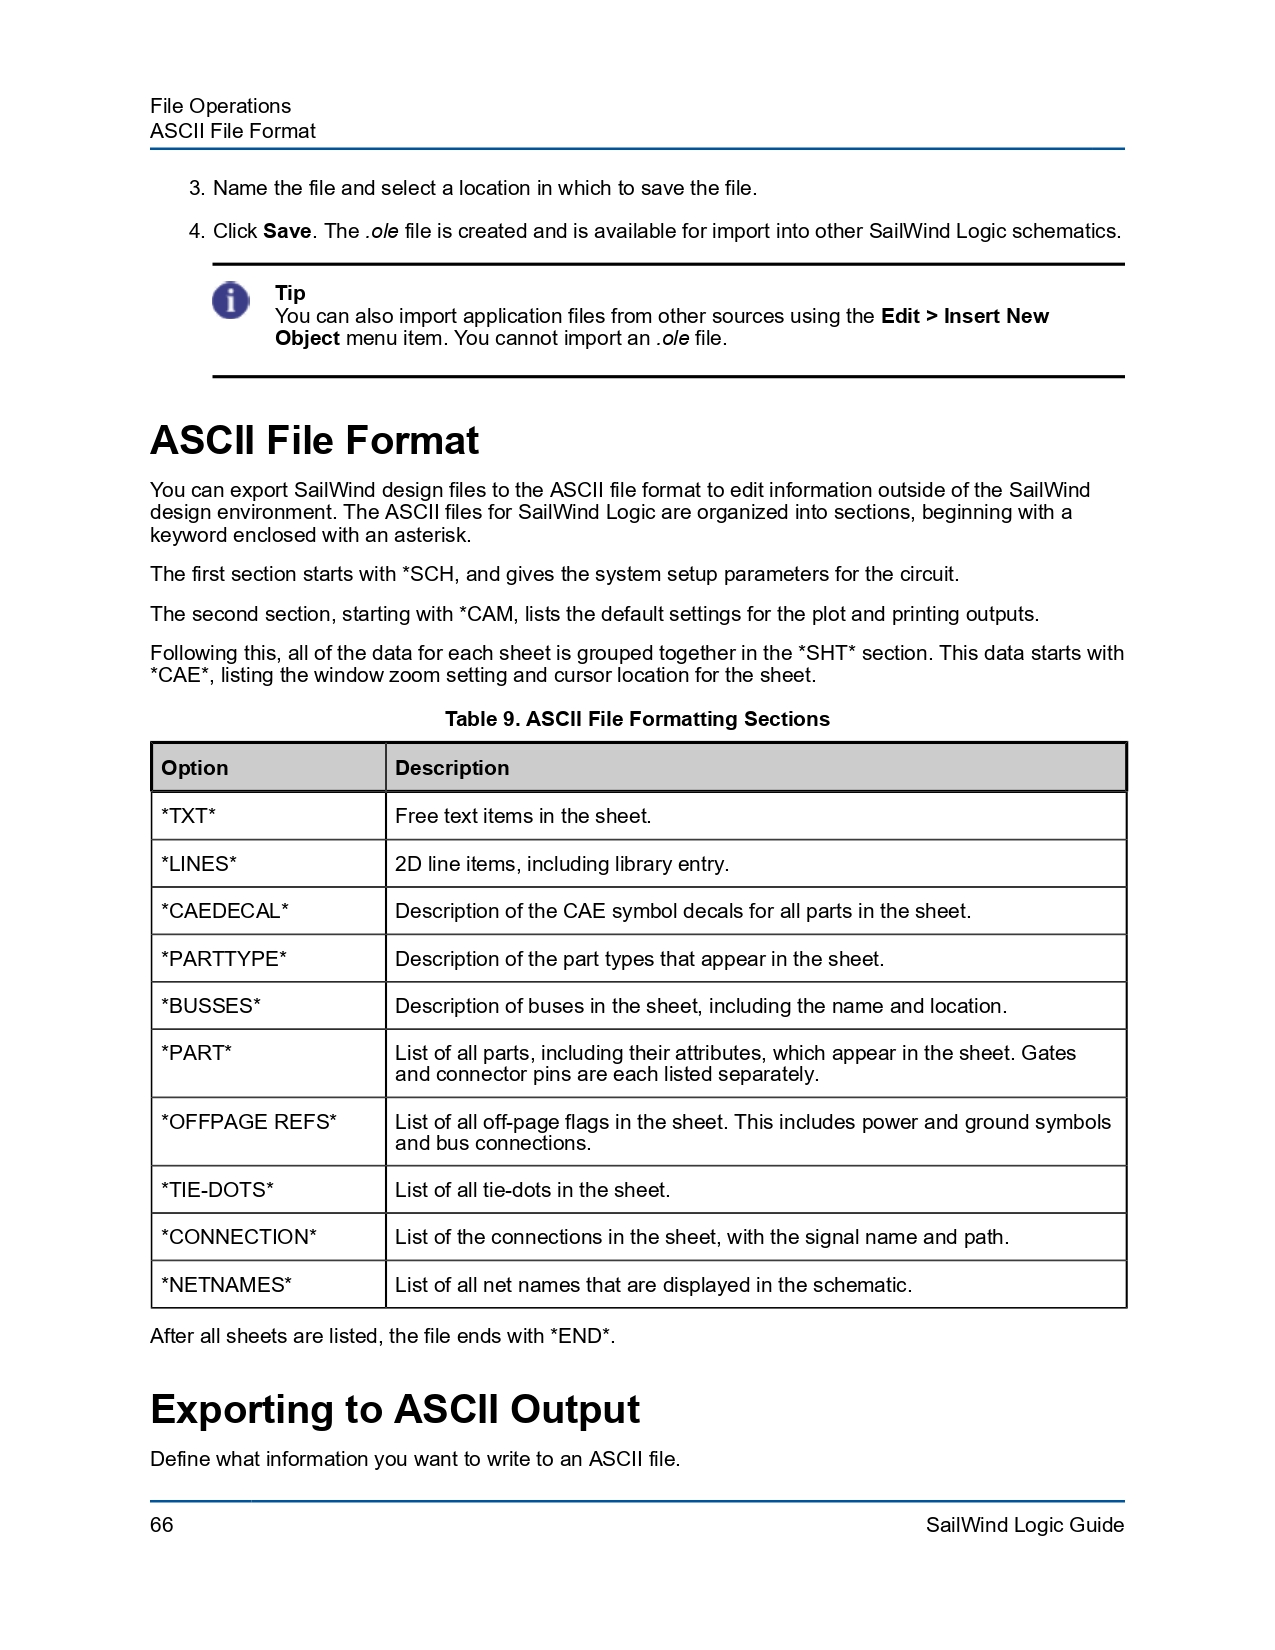 File Operations
ASCII File Format
3. Name the file and select a location in which to save the file.
4. Click Save. The .ole file is created and is available for import into other SailWind Logic schematics.
Tip
You can also import application files from other sources using the Edit > Insert New
Object menu item. You cannot import an .ole file.
ASCII File Format
You can export SailWind design files to the ASCII file format to edit information outside of the SailWind
design environment. The ASCII files for SailWind Logic are organized into sections, beginning with a
keyword enclosed with an asterisk.
The first section starts with *SCH, and gives the system setup parameters for the circuit.
The second section, starting with *CAM, lists the default settings for the plot and printing outputs.
Following this, all of the data for each sheet is grouped together in the *SHT* section. This data starts with
*CAE*, listing the window zoom setting and cursor location for the sheet.
Table 9. ASCII File Formatting Sections
Option Description
*TXT* Free text items in the sheet.
*LINES* 2D line items, including library entry.
*CAEDECAL* Description of the CAE symbol decals for all parts in the sheet.
*PARTTYPE* Description of the part types that appear in the sheet.
*BUSSES* Description of buses in the sheet, including the name and location.
*PART* List of all parts, including their attributes, which appear in the sheet. Gates
and connector pins are each listed separately.
*OFFPAGE REFS* List of all off-page flags in the sheet. This includes power and ground symbols
and bus connections.
*TIE-DOTS* List of all tie-dots in the sheet.
*CONNECTION* List of the connections in the sheet, with the signal name and path.
*NETNAMES* List of all net names that are displayed in the schematic.
After all sheets are listed, the file ends with *END*.
Exporting to ASCII Output
Define what information you want to write to an ASCII file.
66 SailWind Logic Guide